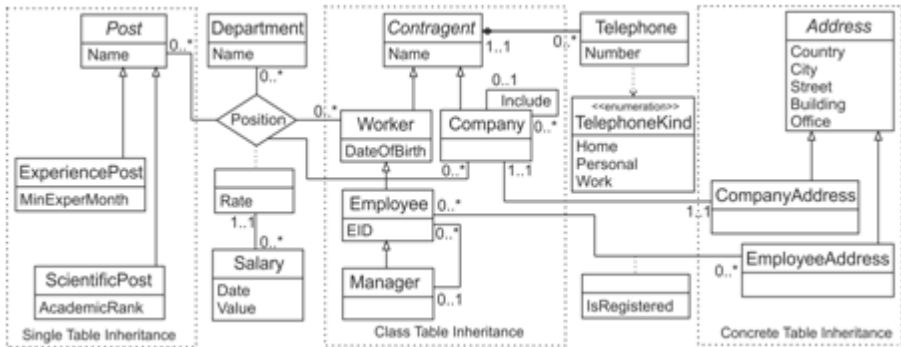 Post
Name
0..*
Department
Name
0..*
Position
0..*
Contragent
Name
1..1
0..*
Telephone
Number
Address
Country
City
Street
Building
Office
0..1
Include
0..*
<<enumeration>>
TelephoneKind
Home
Personal
Work
Worker
DateOfBirth
Company
0..*
1..1
ExperiencePost
MinExperMonth
Rate
1..1
0..*
Salary
Date
Value
Employee
EID
0..*
0..*
Manager
0..1
CompanyAddress
1..1
EmployeeAddress
0..*
IsRegistered
ScientificPost
AcademicRank
Single Table Inheritance
Class Table Inheritance
Concrete Table Inheritance